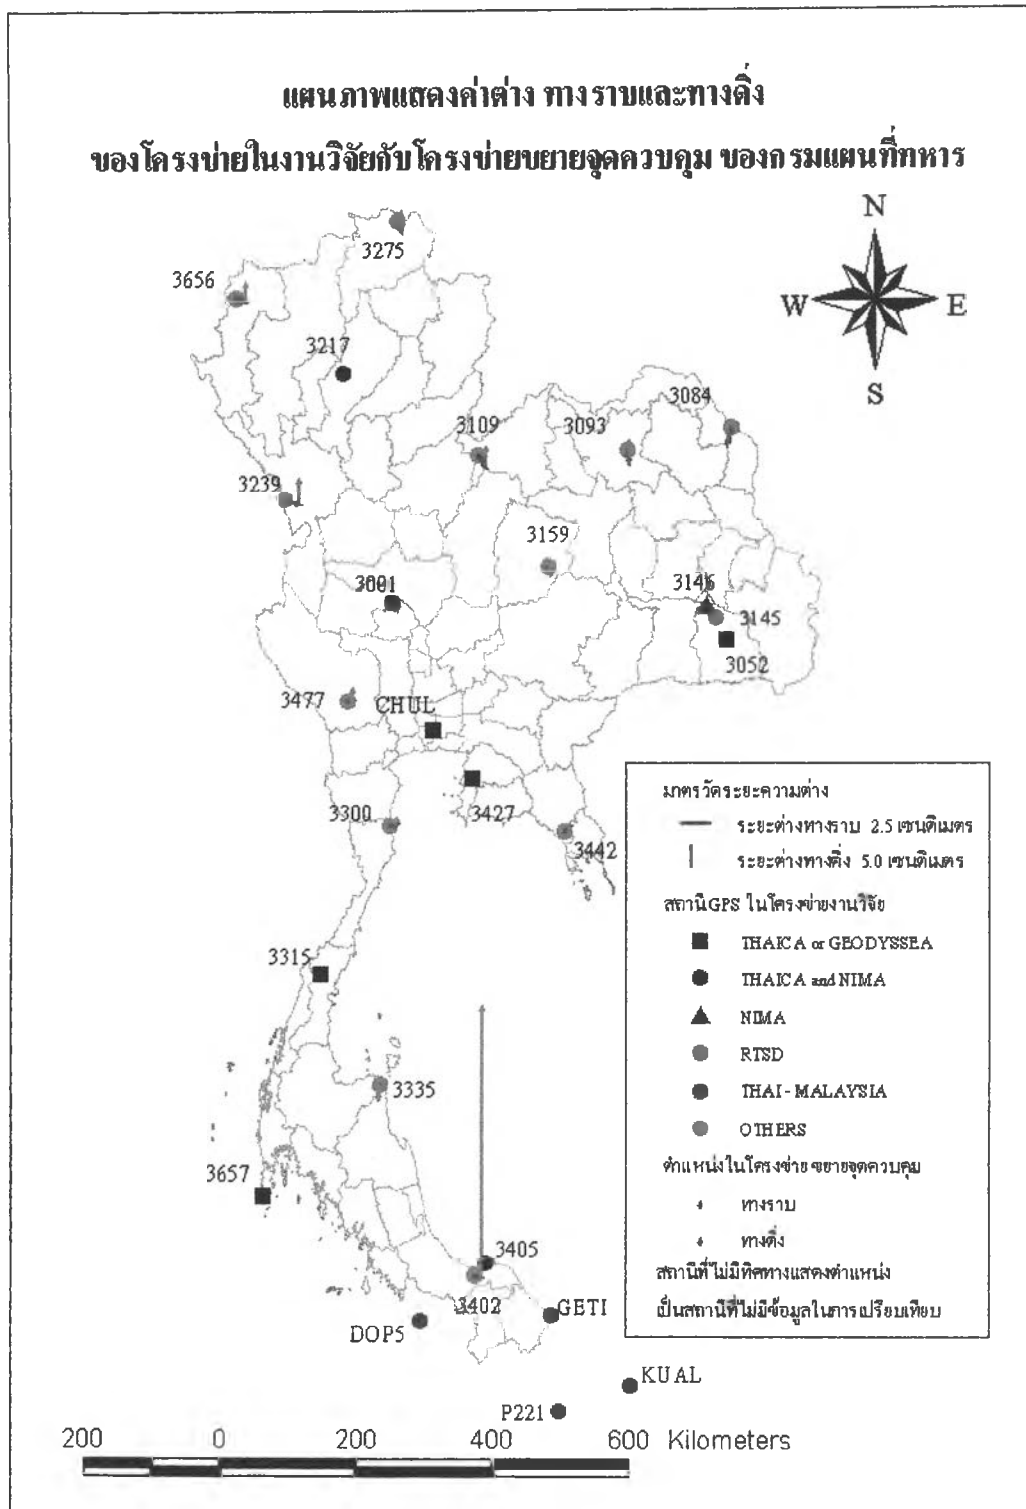 แผนภาพแสดงค่าต่าง ทางราบและทางดิ่ง
ของโครงข่ายในงานวิจัยกับโครงข่ายขยายจุดควบคุม ของกรมแผนที่ทหาร
N
W
E
S
3275
3656
3217
3084
3109
3093
3239
3159
3001
3146
3145
3052
3477
CHUL
3300
3427
3442
3315
3335
3657
3405
3402
GETI
DOP5
KUAL
P221
มาตรวัดระยะความต่าง
ระยะต่างทางราบ 2.5 เซนติเมตร
ระยะต่างทางดิ่ง 5.0 เซนติเมตร
สถานีGPS ในโครงข่ายงานวิจัย
THAICA or GEODYSSEA
THAICA and NIMA
NIMA
RTSD
THAI - MALAYSIA
OTHERS
ตำแหน่งในโครงข่ายขยายจุดควบคุม
ทางราบ
ทางดิ่ง
สถานีที่ไม่มีทิศทางแสดงตำแหน่ง
เป็นสถานีที่ไม่มีข้อมูลในการเปรียบเทียบ
200 0 200 400 600 Kilometers